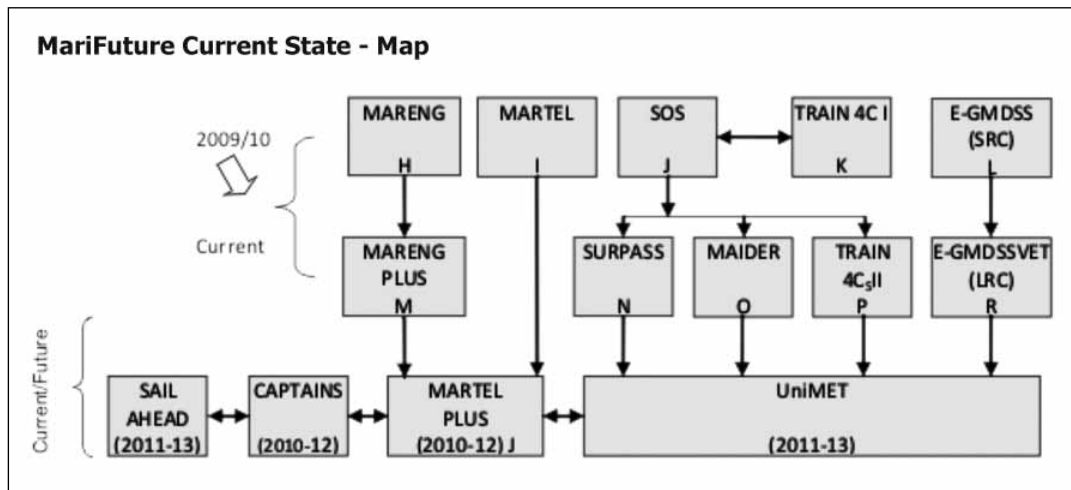 MariFuture Current State - Map
2009/10
Current
MARENG
H
MARTEL
I
SOS
J
TRAIN 4C I
K
E-GMDSS
(SRC)
L
MARENG
PLUS
M
SURPASS
N
MAIDER
O
TRAIN
4CsII
P
E-GMDSSVET
(LRC)
R
Current/Future
SAIL
AHEAD
(2011-13)
CAPTAINS
(2010-12)
MARTEL
PLUS
(2010-12) J
UniMET
(2011-13)